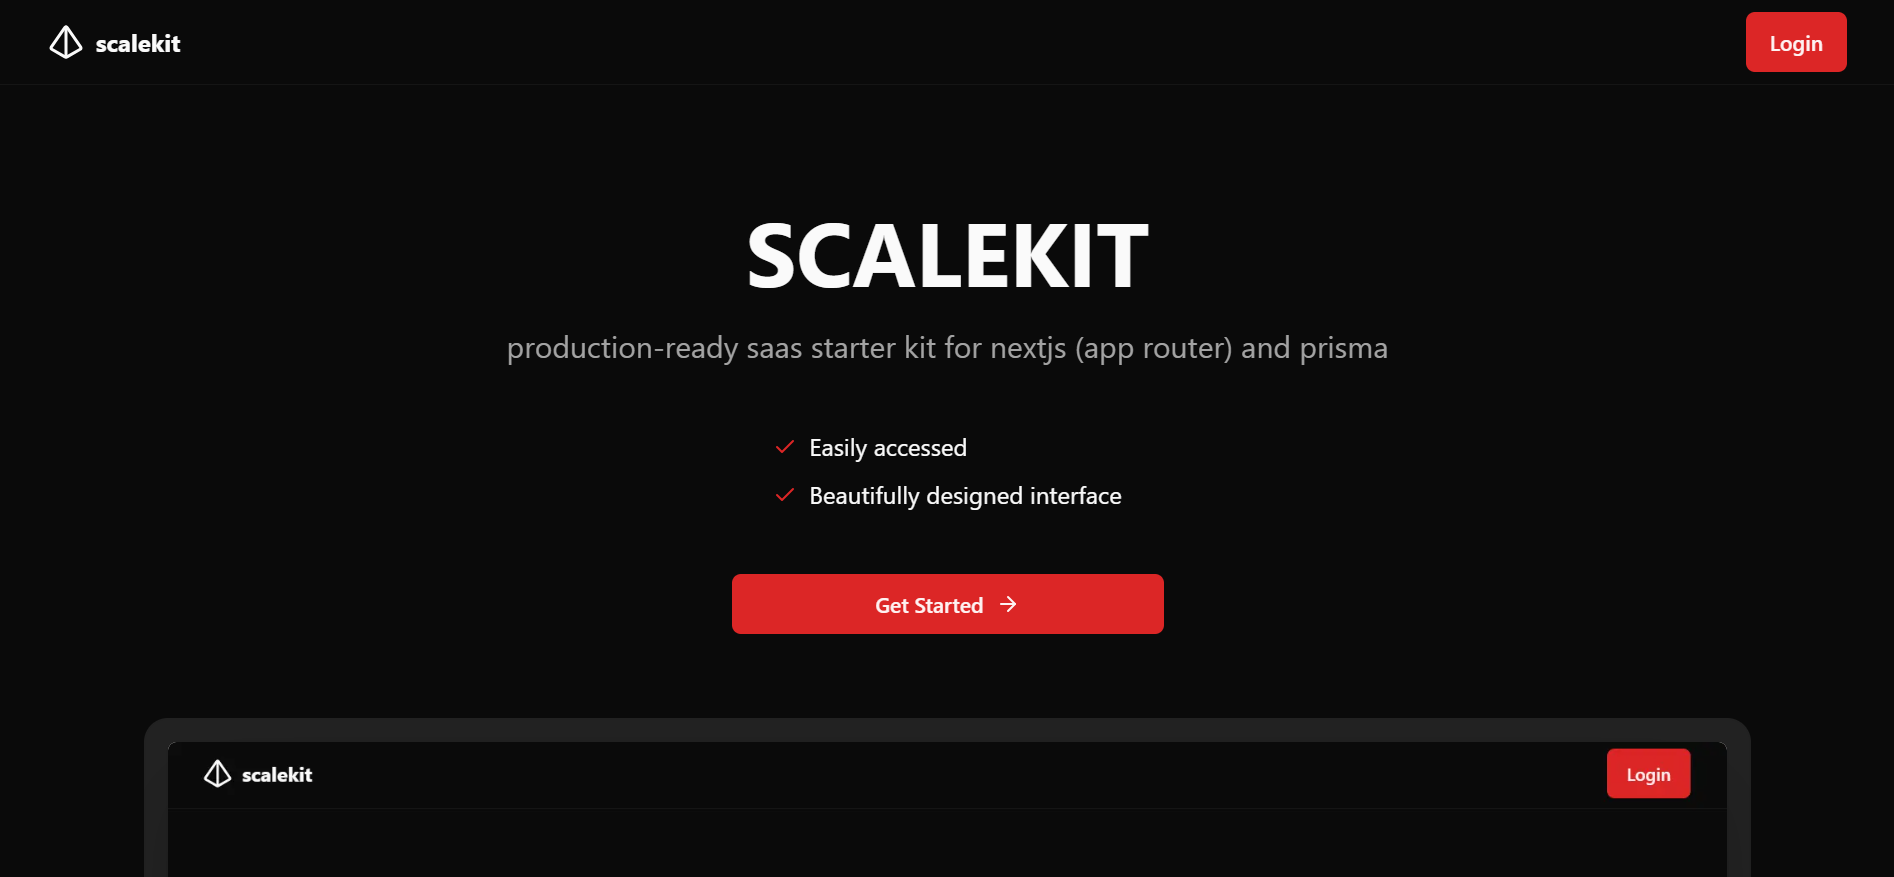 scalekit
Login
SCALEKIT
production-ready saas starter kit for nextjs (app router) and prisma
Easily accessed
Beautifully designed interface
Get Started
scalekit
Login